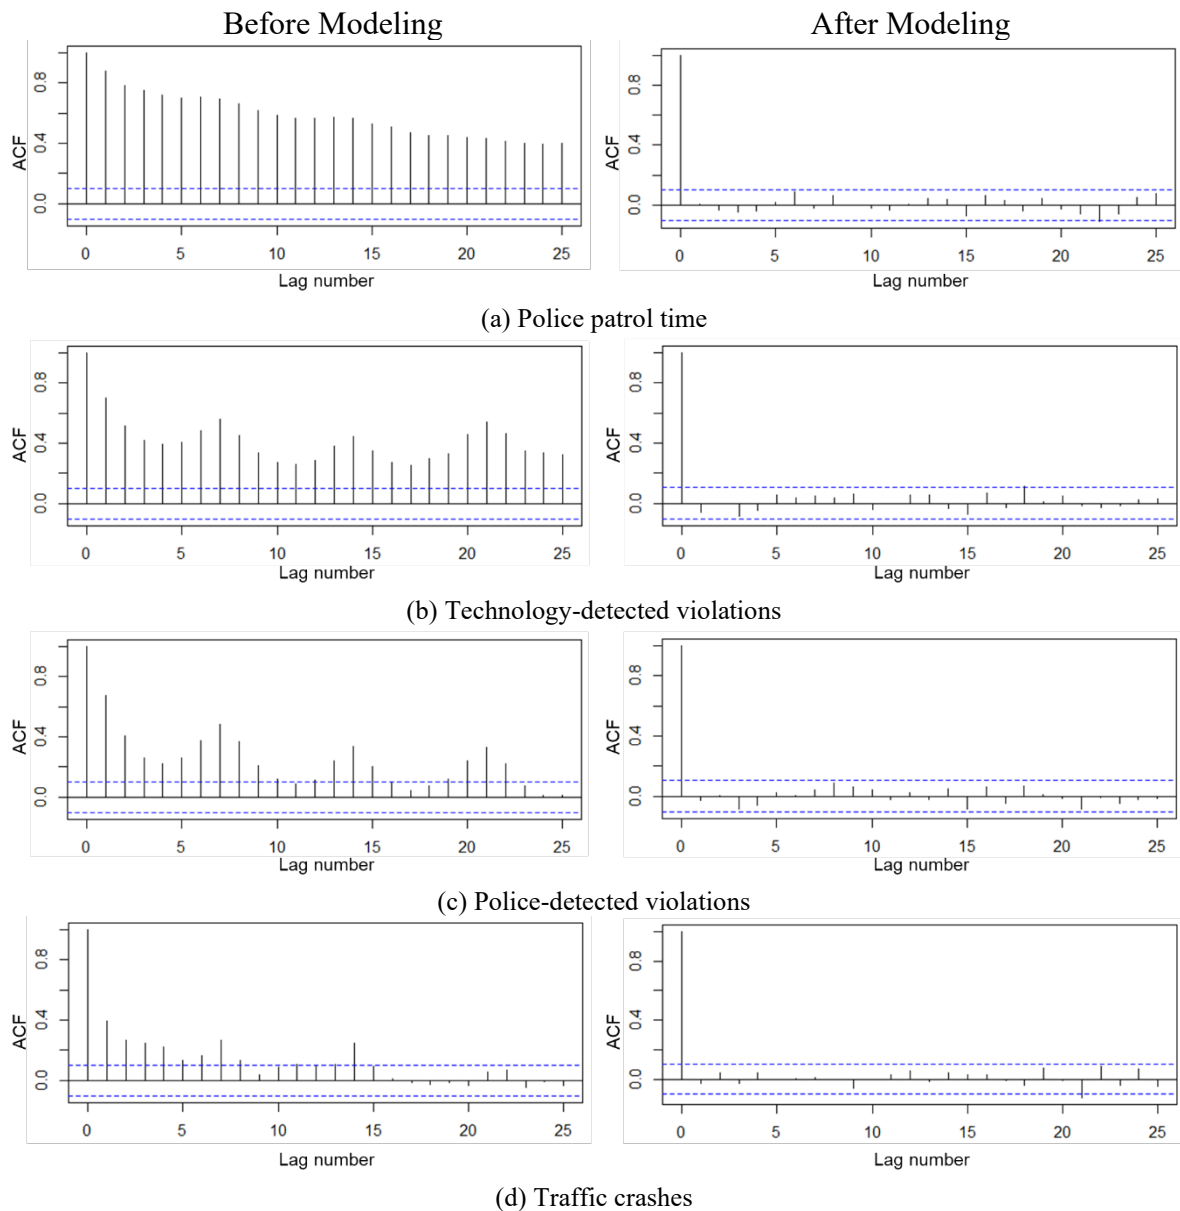 Before Modeling
After Modeling
ACF
0.0 0.4 0.8
0 5 10 15 20 25
Lag number
ACF
0.0 0.4 0.8
0 5 10 15 20 25
Lag number
(a) Police patrol time
ACF
0.0 0.4 0.8
0 5 10 15 20 25
Lag number
ACF
0.0 0.4 0.8
0 5 10 15 20 25
Lag number
(b) Technology-detected violations
ACF
0.0 0.4 0.8
0 5 10 15 20 25
Lag number
ACF
0.0 0.4 0.8
0 5 10 15 20 25
Lag number
(c) Police-detected violations
ACF
0.0 0.4 0.8
0 5 10 15 20 25
Lag number
ACF
0.0 0.4 0.8
0 5 10 15 20 25
Lag number
(d) Traffic crashes